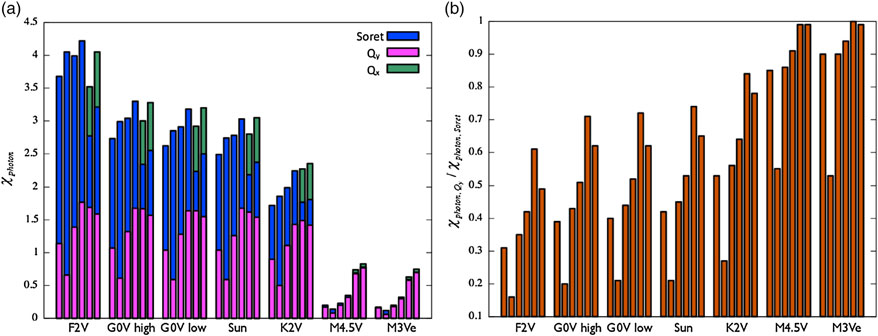 (a)
χphoton
4.5
4
3.5
3
2.5
2
1.5
1
0.5
0
Soret
Qy
Qx
F2V G0V high G0V low Sun K2V M4.5V M3Ve
(b)
χphoton, Qy / χphoton, Soret
1
0.9
0.8
0.7
0.6
0.5
0.4
0.3
0.2
0.1
F2V G0V high G0V low Sun K2V M4.5V M3Ve